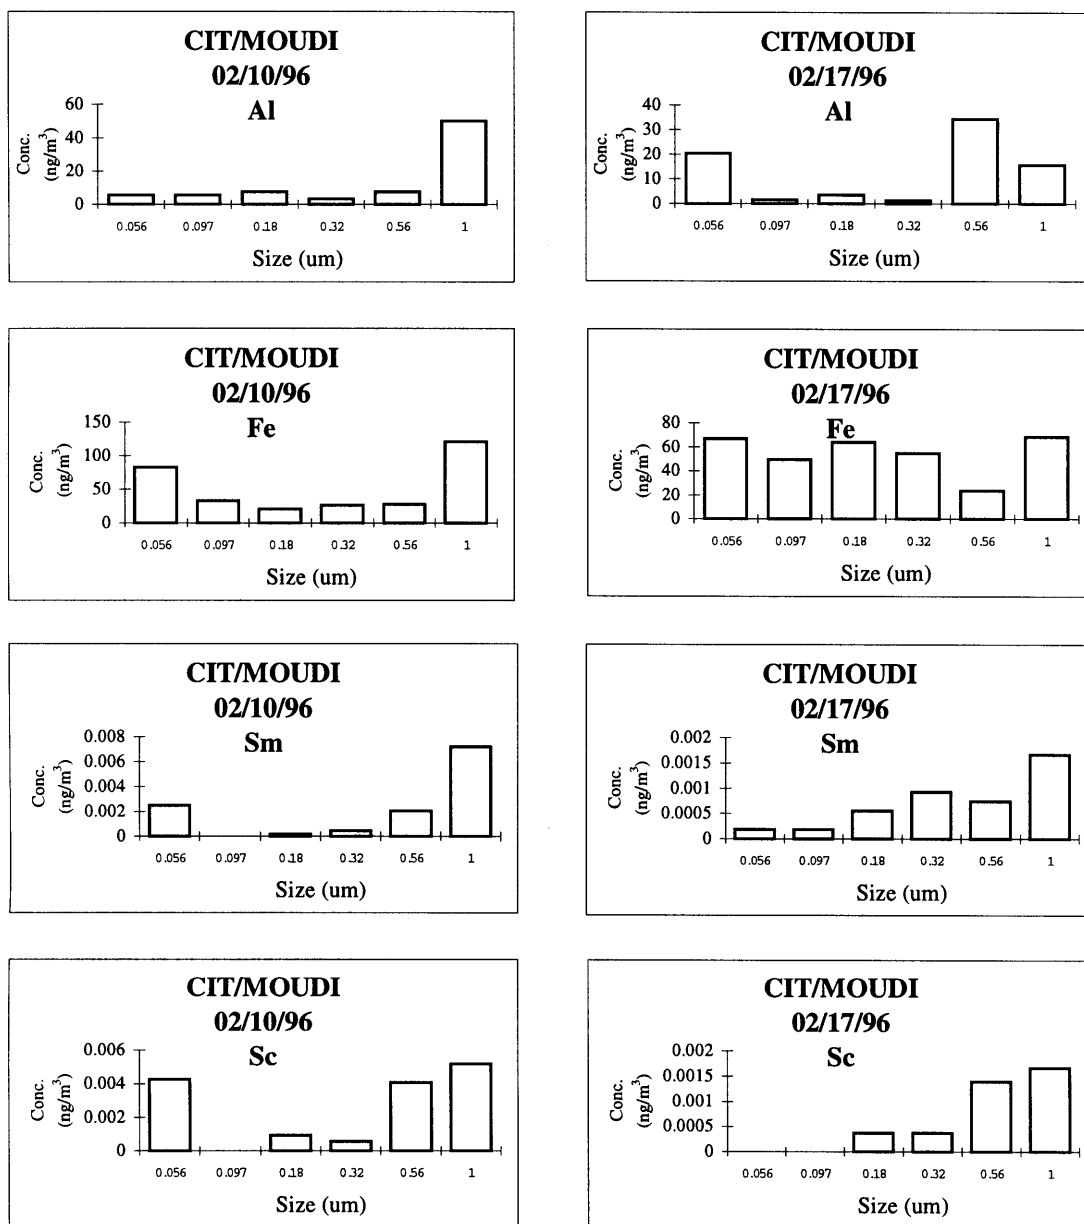 CIT/MOUDI
02/10/96
Al
Conc.
(ng/m³)
60
40
20
0
0.056 0.097 0.18 0.32 0.56 1
Size (um)
CIT/MOUDI
02/17/96
Al
Conc.
(ng/m³)
40
30
20
10
0
0.056 0.097 0.18 0.32 0.56 1
Size (um)
CIT/MOUDI
02/10/96
Fe
Conc.
(ng/m³)
150
100
50
0
0.056 0.097 0.18 0.32 0.56 1
Size (um)
CIT/MOUDI
02/17/96
Fe
Conc.
(ng/m³)
80
60
40
20
0
0.056 0.097 0.18 0.32 0.56 1
Size (um)
CIT/MOUDI
02/10/96
Sm
Conc.
(ng/m³)
0.008
0.006
0.004
0.002
0
0.056 0.097 0.18 0.32 0.56 1
Size (um)
CIT/MOUDI
02/17/96
Sm
Conc.
(ng/m³)
0.002
0.0015
0.001
0.0005
0
0.056 0.097 0.18 0.32 0.56 1
Size (um)
CIT/MOUDI
02/10/96
Sc
Conc.
(ng/m³)
0.006
0.004
0.002
0
0.056 0.097 0.18 0.32 0.56 1
Size (um)
CIT/MOUDI
02/17/96
Sc
Conc.
(ng/m³)
0.002
0.0015
0.001
0.0005
0
0.056 0.097 0.18 0.32 0.56 1
Size (um)